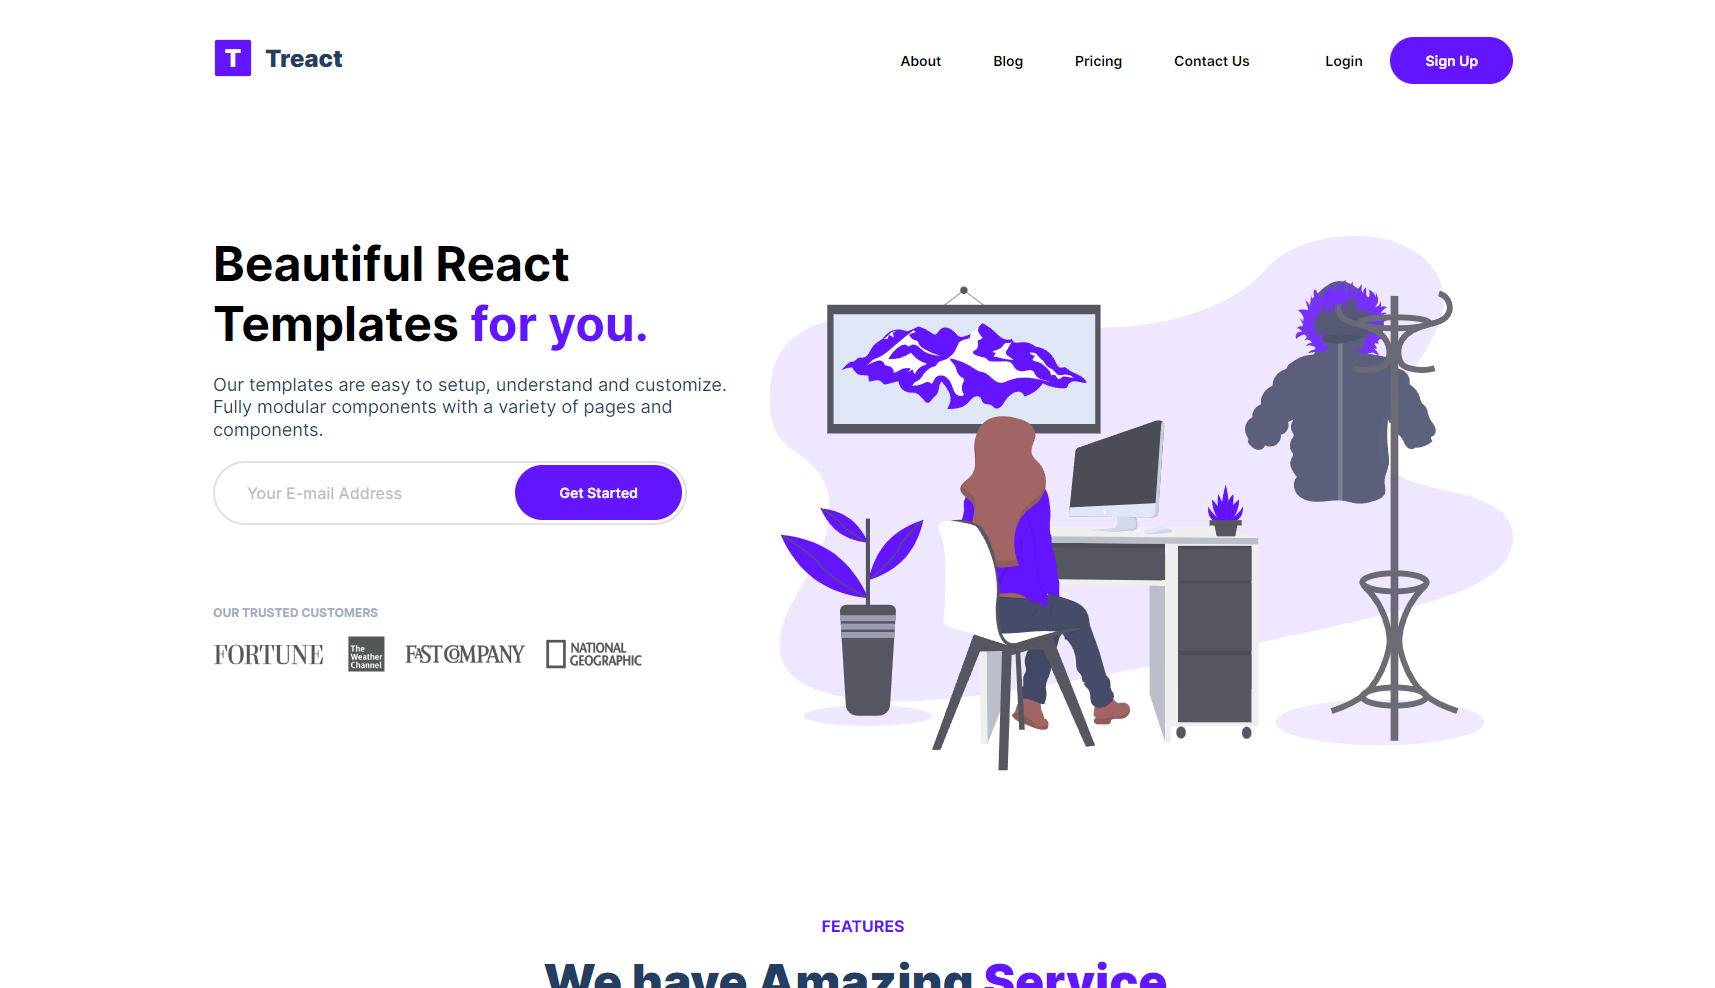 T Treact
About Blog Pricing Contact Us Login Sign Up
Beautiful React
Templates for you.
Our templates are easy to setup, understand and customize.
Fully modular components with a variety of pages and
components.
Your E-mail Address
Get Started
OUR TRUSTED CUSTOMERS
FORTUNE
The
Weather
Channel
FAST COMPANY
NATIONAL
GEOGRAPHIC
FEATURES
We have Amazing Service